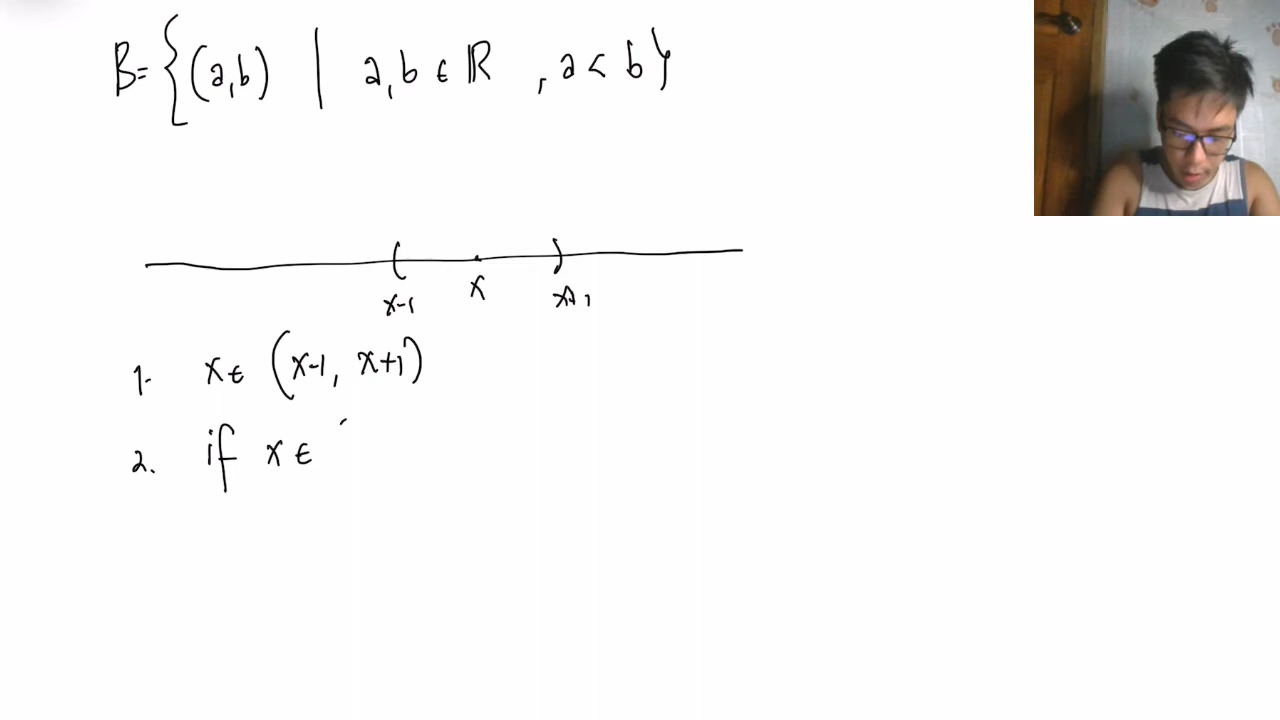 B= {(a,b) | a,b ∈ ℝ , a < b}
x-1 x x+1
1. x ∈ (x-1, x+1)
2. if x ∈